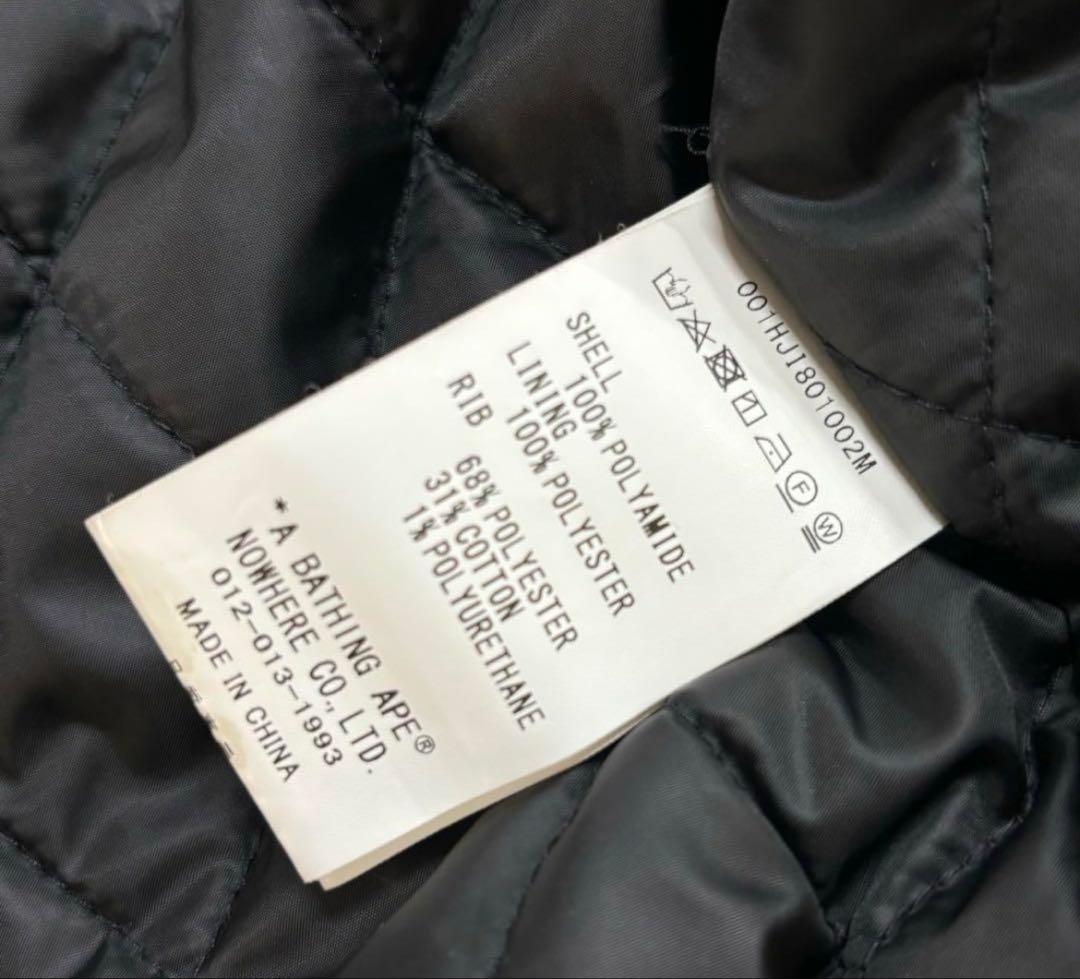 001HJI801002M
F
W
SHELL
100% POLYAMIDE
LINING
100% POLYESTER
RIB
68% POLYESTER
31% COTTON
1% POLYURETHANE
* A BATHING APE®
NOWHERE CO., LTD.
012-013-1993
MADE IN CHINA